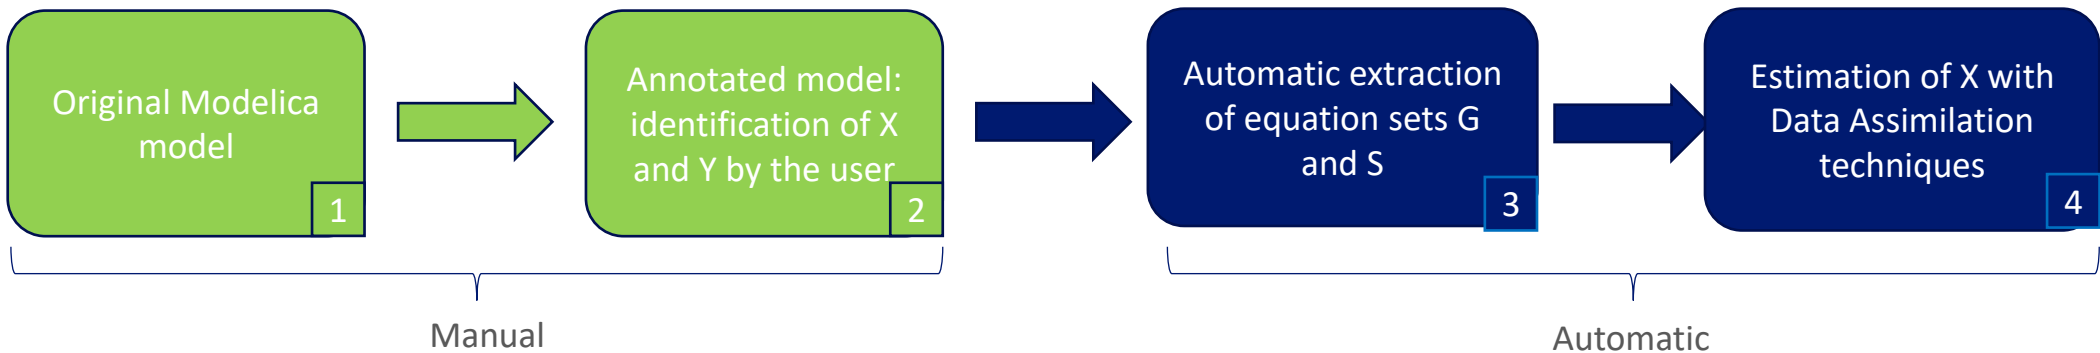 Original Modelica
model
1
Annotated model:
identification of X
and Y by the user
2
Automatic extraction
of equation sets G
and S
3
Estimation of X with
Data Assimilation
techniques
4
Manual
Automatic